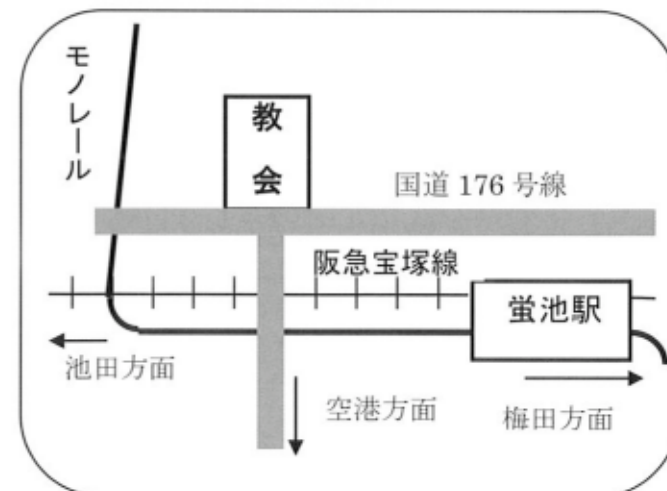 モノレール
教会
国道 176 号線
阪急宝塚線
蛍池駅
池田方面
空港方面
梅田方面